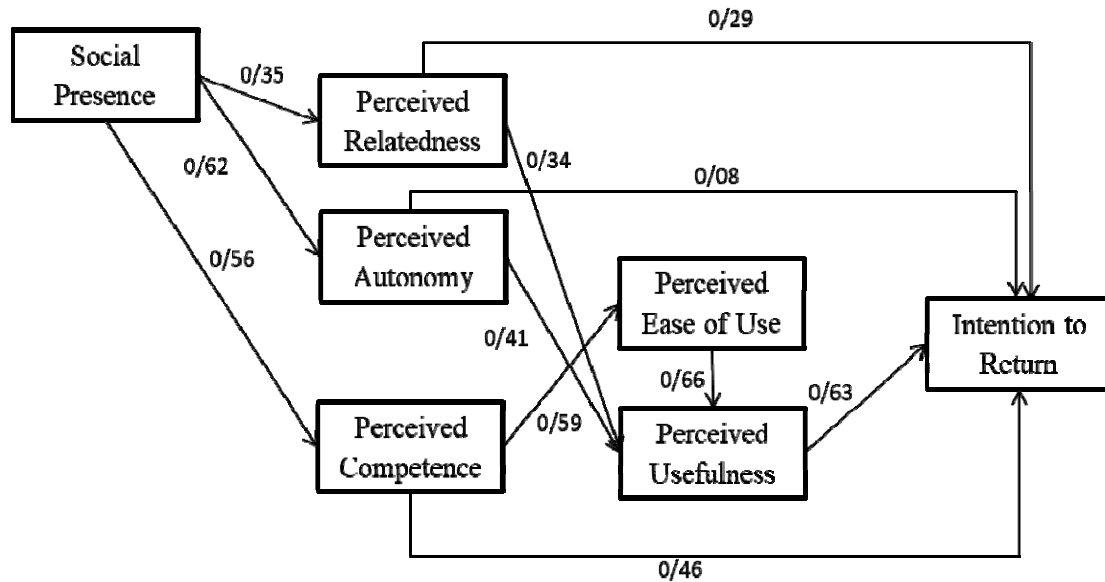 0/29
Social
Presence
0/35
Perceived
Relatedness
0/34
0/62
0/08
Perceived
Autonomy
0/56
Perceived
Ease of Use
Intention to
Return
0/41
0/66
0/63
Perceived
Competence
0/59
Perceived
Usefulness
0/46